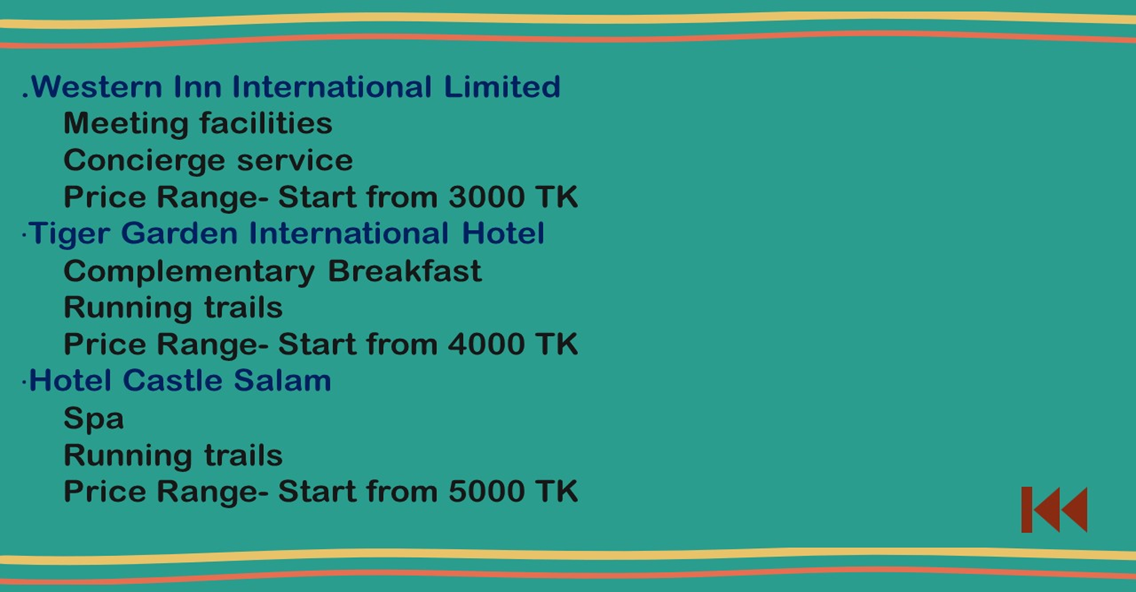 .Western Inn International Limited
Meeting facilities
Concierge service
Price Range- Start from 3000 TK
·Tiger Garden International Hotel
Complementary Breakfast
Running trails
Price Range- Start from 4000 TK
·Hotel Castle Salam
Spa
Running trails
Price Range- Start from 5000 TK